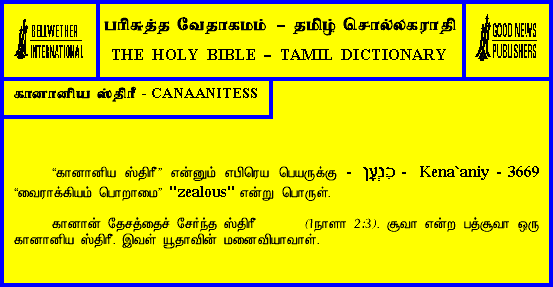 BELLWETHER
INTERNATIONAL
பரிசுத்த வேதாகமம் – தமிழ் சொல்லகராதி
THE HOLY BIBLE – TAMIL DICTIONARY
GOOD NEWS
PUBLISHERS
கானானிய ஸ்திரீ - CANAANITESS
“கானானிய ஸ்திரீ” என்னும் எபிரெய பெயருக்கு - כְּנַעַן - Kena`aniy - 3669
“வைராக்கியம் பொறாமை” "zealous" என்று பொருள்.
கானான் தேசத்தைச் சேர்ந்த ஸ்திரீ (1நாளா 2:3). சூவா என்ற பத்சூவா ஒரு
கானானிய ஸ்திரீ. இவள் யூதாவின் மனைவியாவாள்.